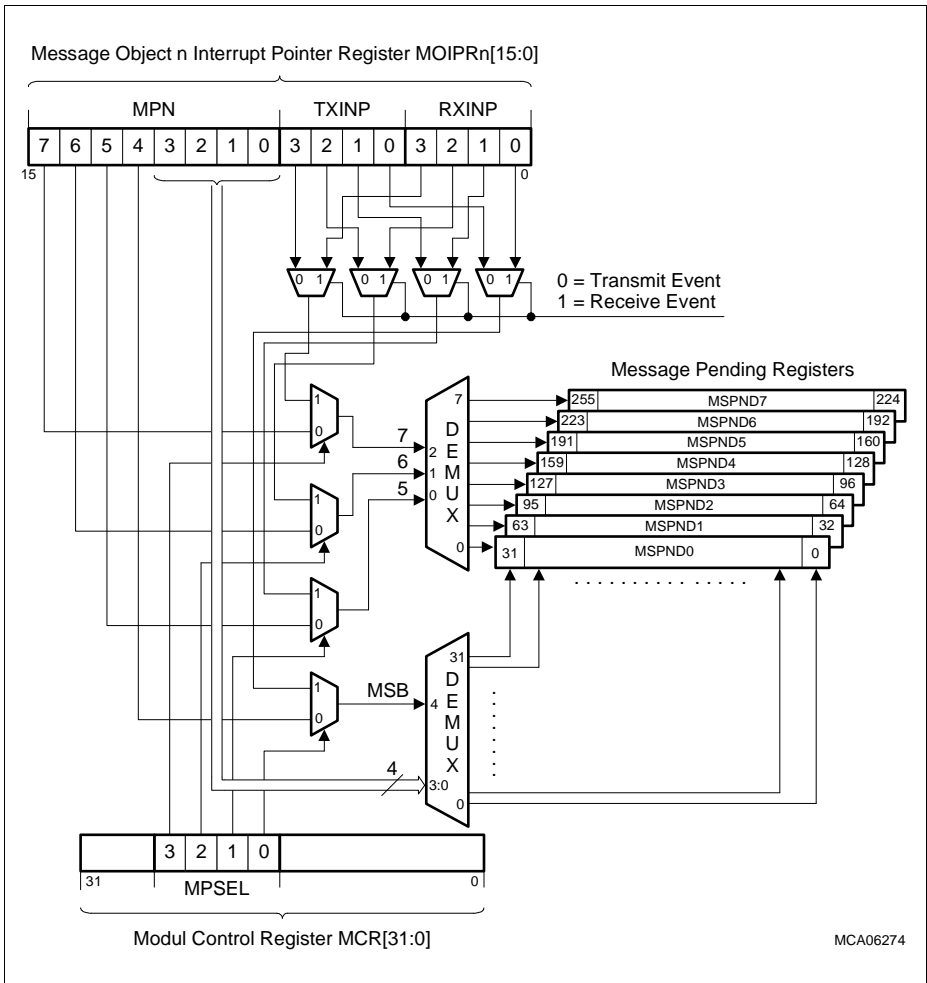 Message Object n Interrupt Pointer Register MOIPRn[15:0]
MPN TXINP RXINP
7 6 5 4 3 2 1 0 3 2 1 0 3 2 1 0
15 0
0 1 0 1 0 1 0 1
0 = Transmit Event
1 = Receive Event
Message Pending Registers
255 MSPND7 224
223 MSPND6 192
191 MSPND5 160
159 MSPND4 128
127 MSPND3 96
95 MSPND2 64
63 MSPND1 32
31 MSPND0 0
1
0
7
6
5
1
0
1
0
1
0
MSB
7
2
1
0
0
DEMUX
31
4
3:0
0
DEMUX
4
3 2 1 0
31 0
MPSEL
Modul Control Register MCR[31:0]
MCA06274